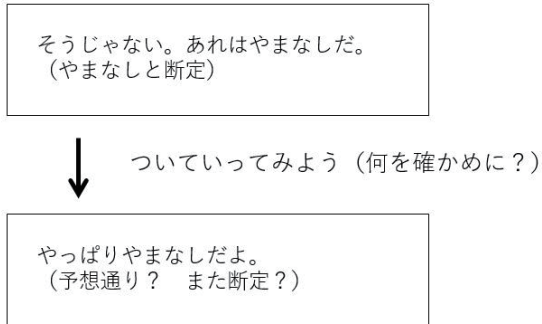 そうじゃない。あれはやまなしだ。
（やまなしと断定）
ついていってみよう（何を確かめに？）
やっぱりやまなしだよ。
（予想通り？　また断定？）